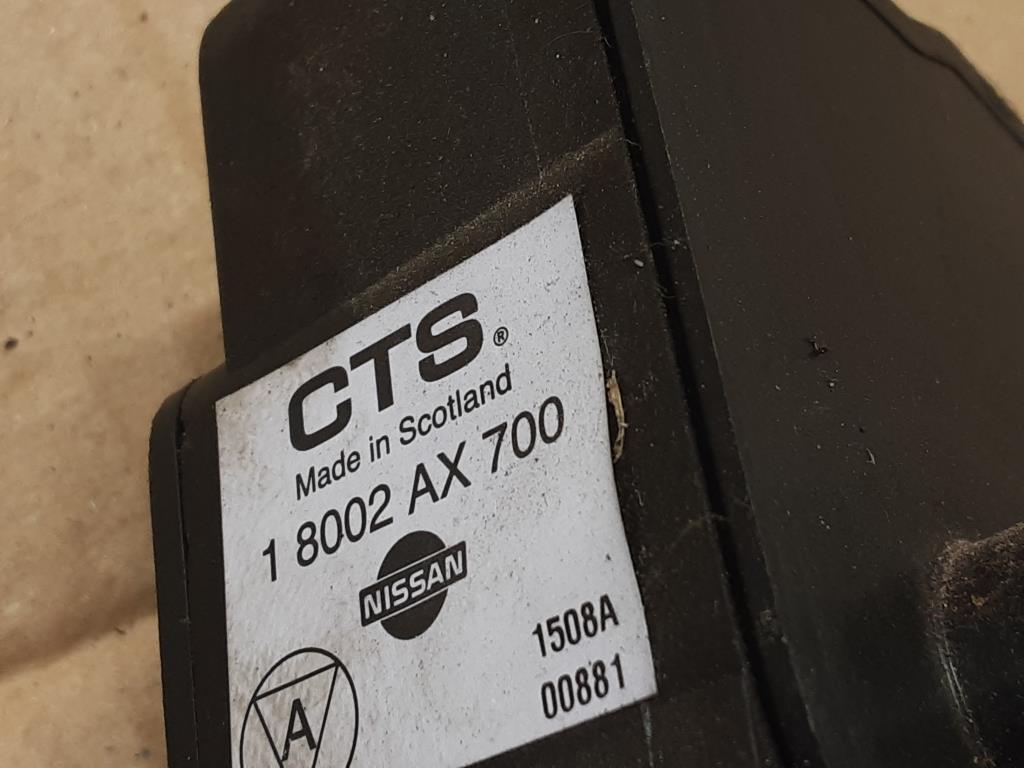 CTS®
Made in Scotland
1 8002 AX 700
NISSAN
1508A
00881
A